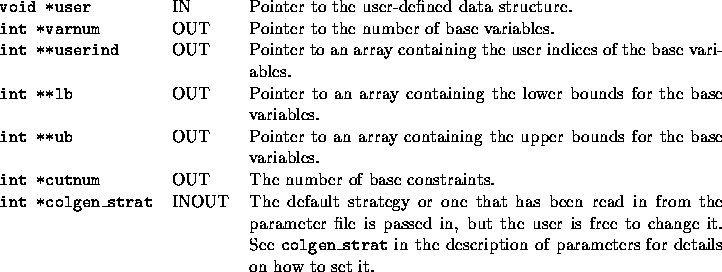 void *user IN Pointer to the user-defined data structure.
int *varnum OUT Pointer to the number of base variables.
int **userind OUT Pointer to an array containing the user indices of the base vari-
ables.
int **lb OUT Pointer to an array containing the lower bounds for the base
variables.
int **ub OUT Pointer to an array containing the upper bounds for the base
variables.
int *cutnum OUT The number of base constraints.
int *colgen_strat INOUT The default strategy or one that has been read in from the
parameter file is passed in, but the user is free to change it.
See colgen_strat in the description of parameters for details
on how to set it.